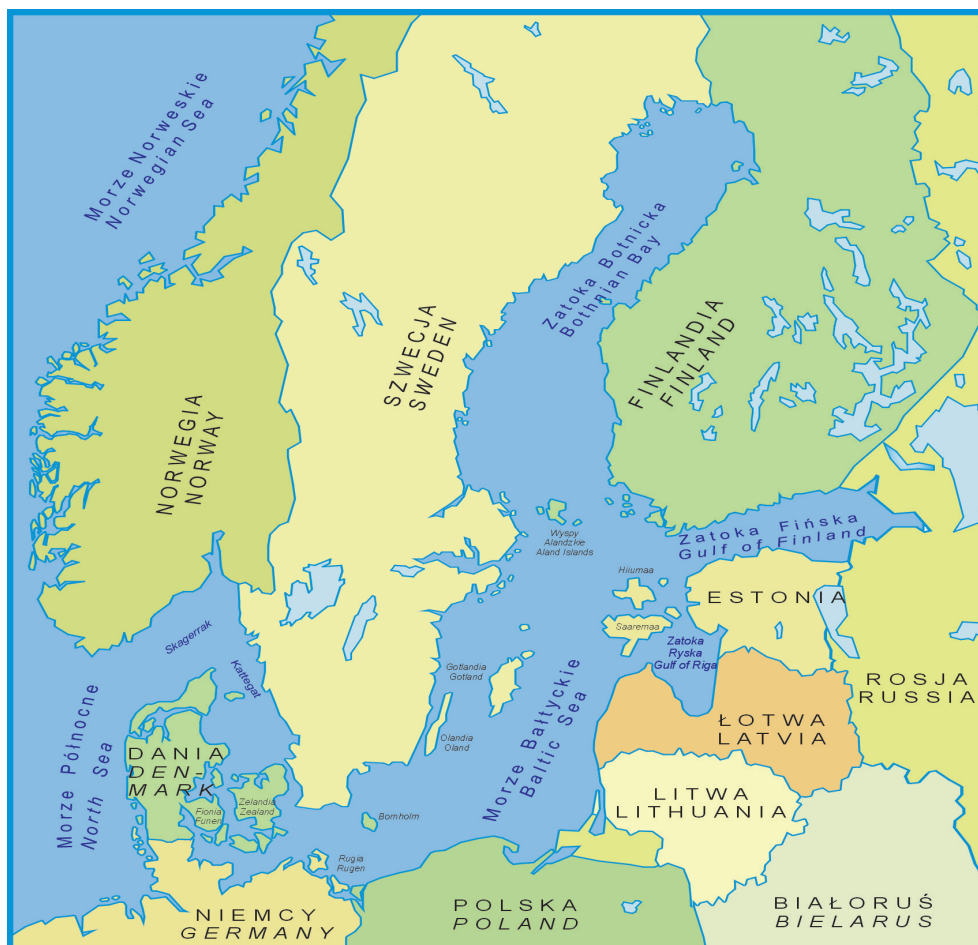 Morze Norweskie
Norwegian Sea
Zatoka Botnicka
Bothnian Bay
SZWECJA
SWEDEN
FINLANDIA
FINLAND
NORWEGIA
NORWAY
Wyspy
Alandzkie
Aland Islands
Zatoka Fińska
Gulf of Finland
Hiiumaa
ESTONIA
Saaremaa
Zatoka
Ryska
Gulf of Riga
Skagerrak
Kattegat
Gotlandia
Gotland
ROSJA
RUSSIA
Morze Północne
North Sea
Olandia
Oland
Morze Bałtyckie
Baltic Sea
ŁOTWA
LATVIA
DANIA
DEN-
MARK
Fionia
Funen
Zelandia
Zealand
Bornholm
LITWA
LITHUANIA
Rugia
Rugen
NIEMCY
GERMANY
POLSKA
POLAND
BIAŁORUŚ
BIELARUS